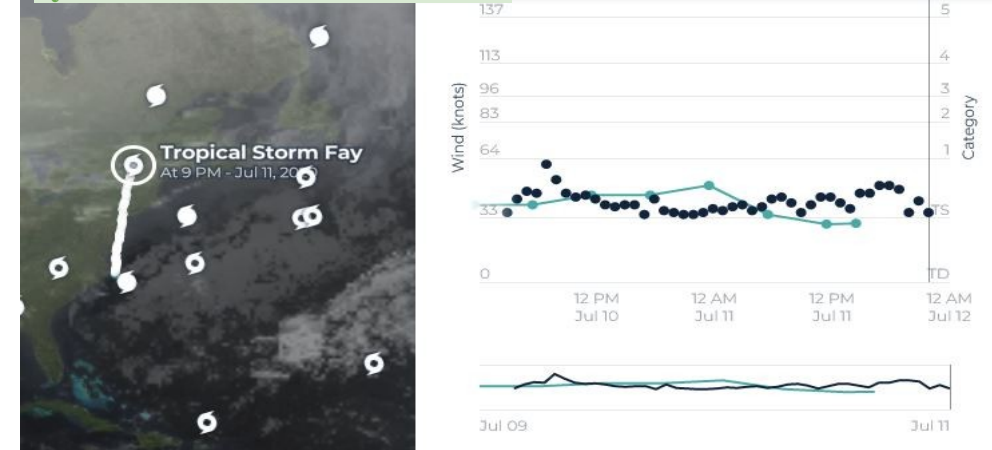 Tropical Storm Fay
At 9 PM - Jul 11,
Wind (knots)
137
113
96
83
64
33
0
5
4
3
2
1
TS
TD
Category
12 PM
Jul 10
12 AM
Jul 11
12 PM
Jul 11
12 AM
Jul 12
Jul 09
Jul 11